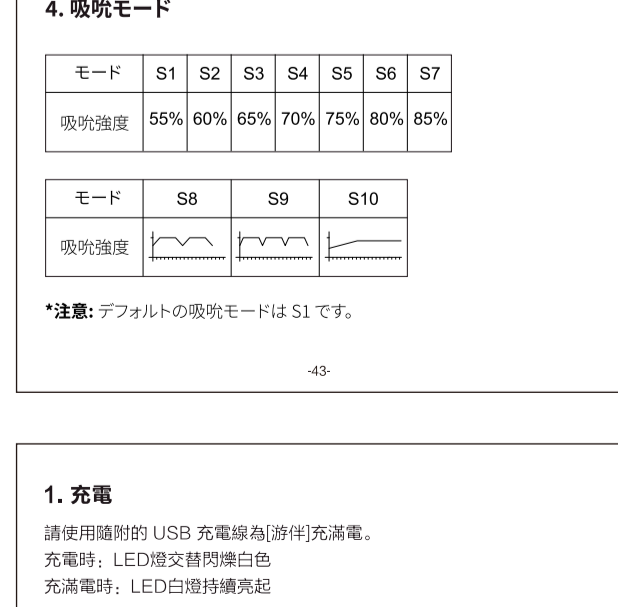 4. 吸吮モード
モード S1 S2 S3 S4 S5 S6 S7
吸吮強度 55% 60% 65% 70% 75% 80% 85%
モード S8 S9 S10
吸吮強度
*注意: デフォルトの吸吮モードは S1 です。
-43-
1. 充電
請使用隨附的 USB 充電線為[游伴]充滿電。
充電時：LED燈交替閃爍白色
充滿電時：LED白燈持續亮起